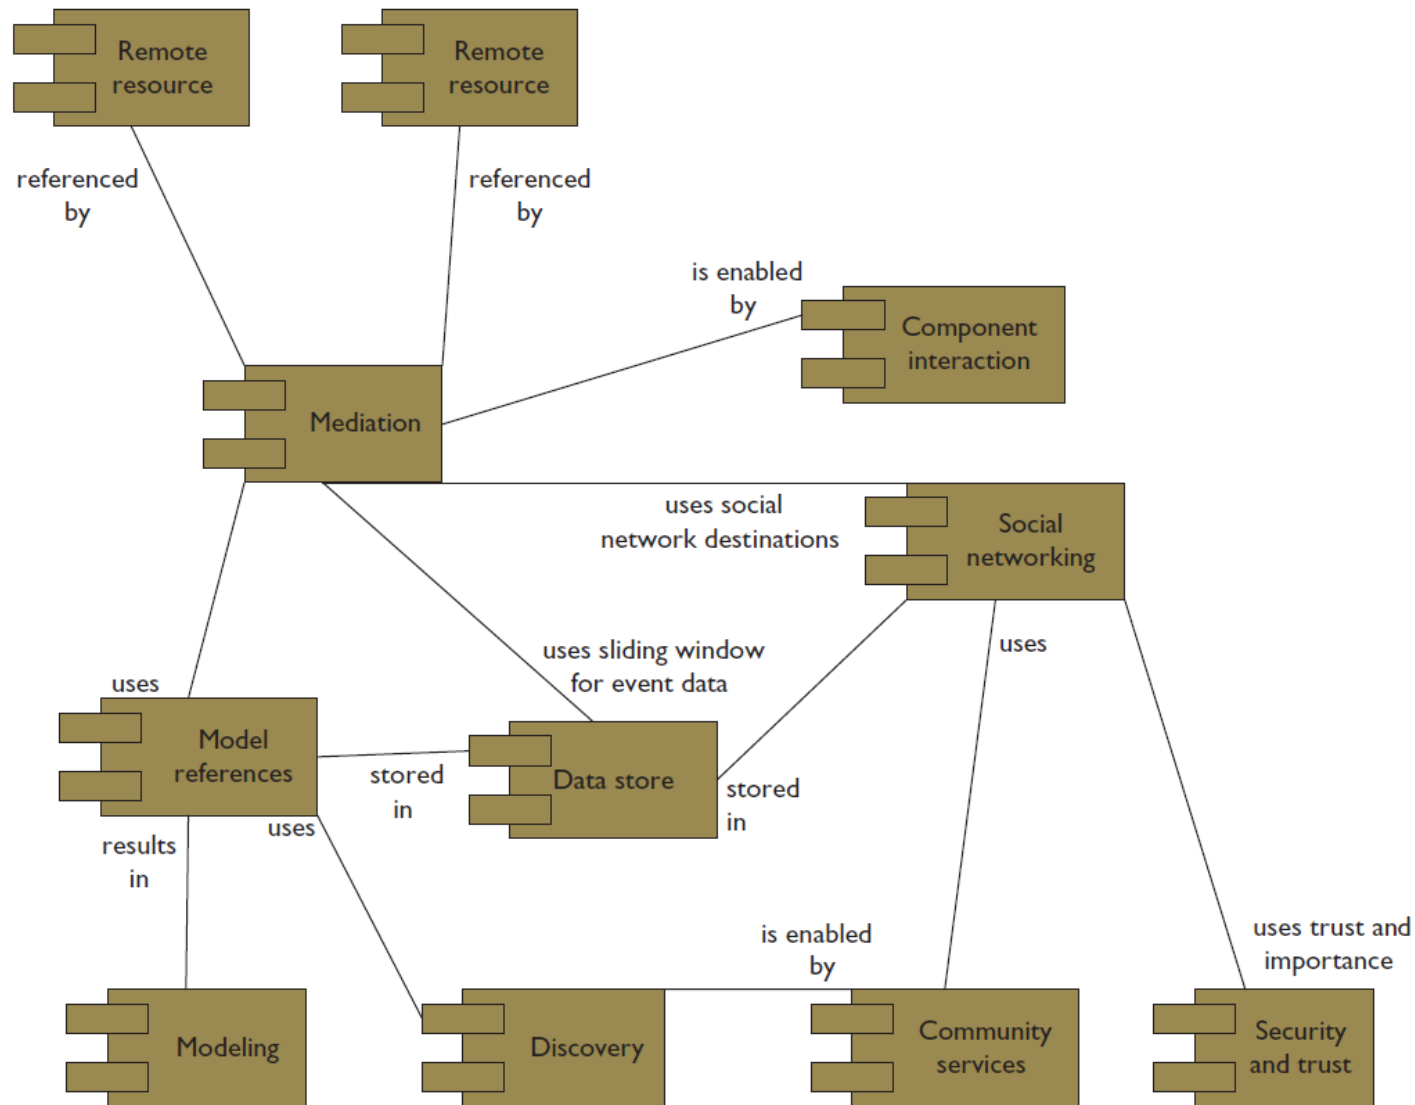 Remote
resource
Remote
resource
referenced
by
referenced
by
is enabled
by
Component
interaction
Mediation
uses social
network destinations
Social
networking
uses sliding window
for event data
uses
uses
Model
references
stored
in
Data store
stored
in
uses
results
in
is enabled
by
uses trust and
importance
Modeling
Discovery
Community
services
Security
and trust